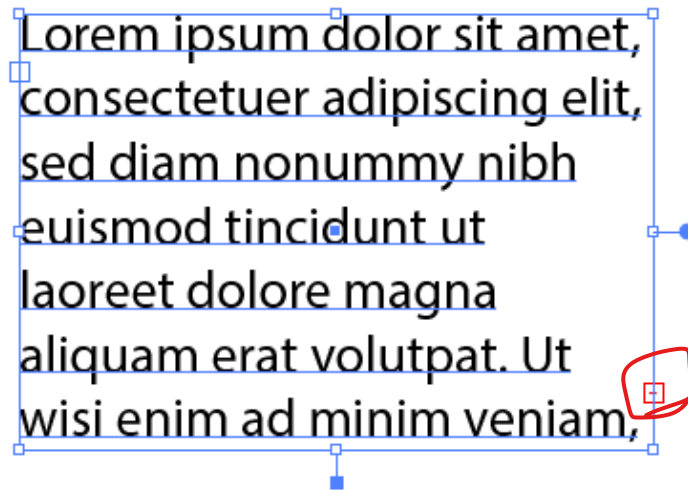 Lorem ipsum dolor sit amet,
consectetuer adipiscing elit,
sed diam nonummy nibh
euismod tincidunt ut
laoreet dolore magna
aliquam erat volutpat. Ut
wisi enim ad minim veniam,